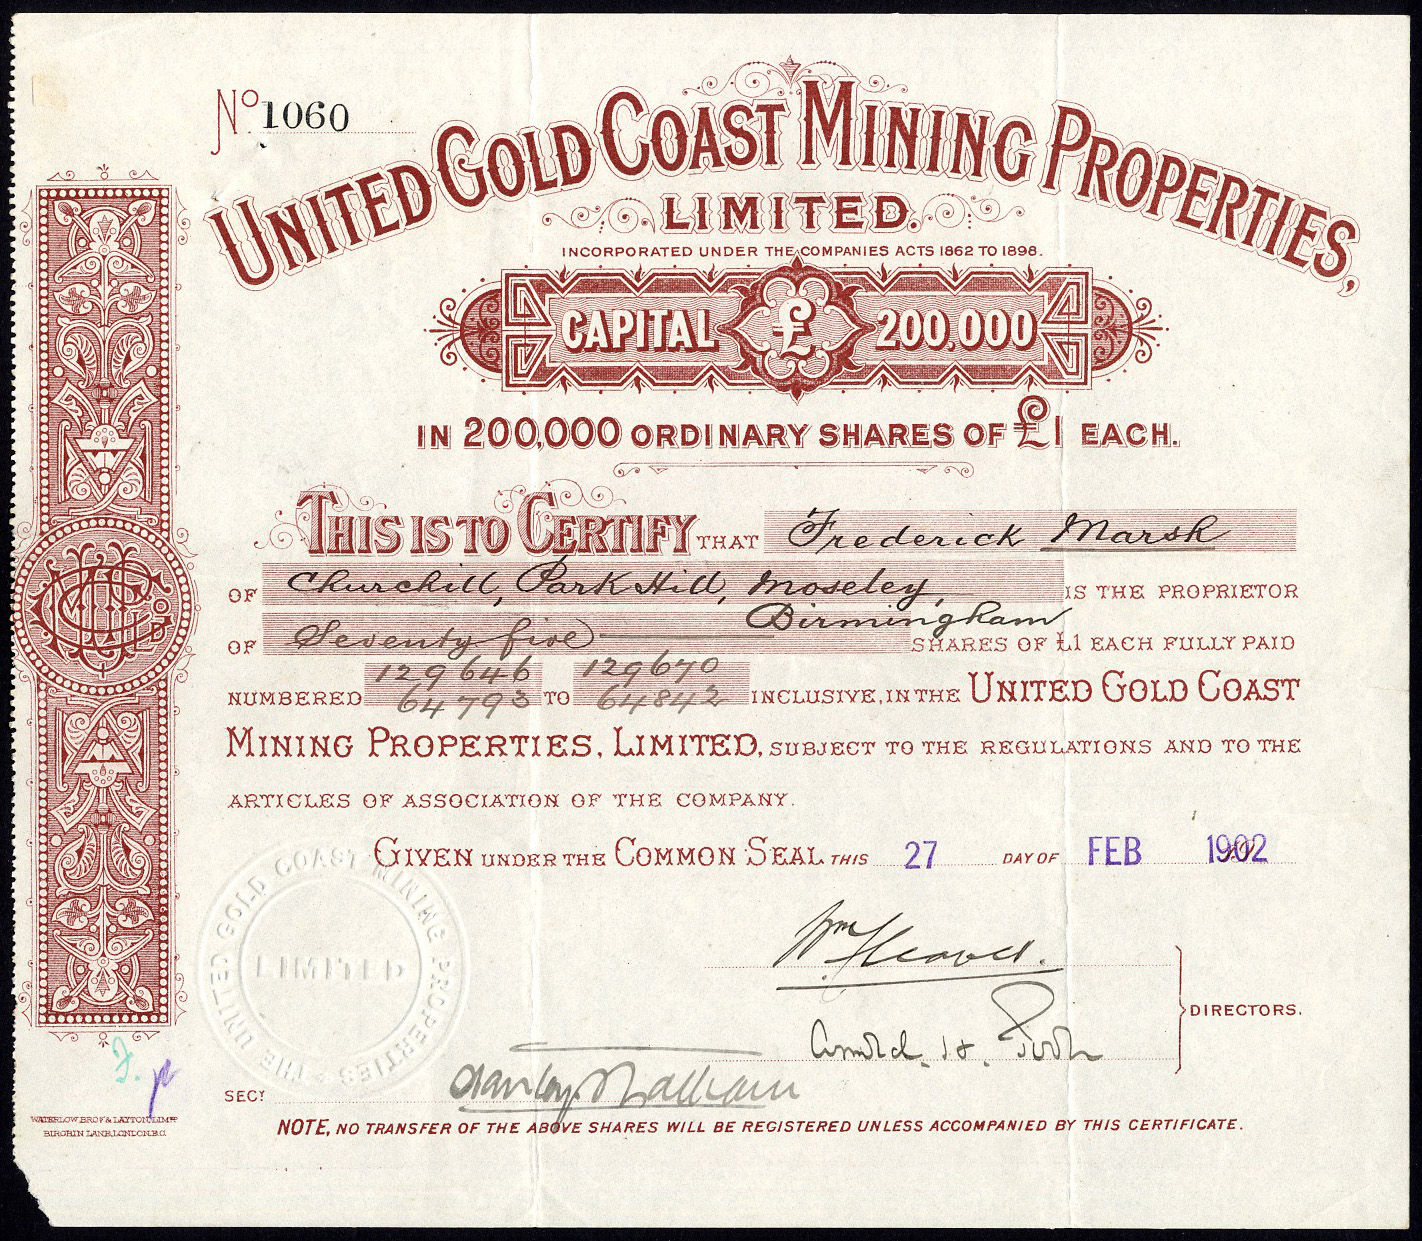 No 1060
UNITED GOLD COAST MINING PROPERTIES,
LIMITED.
INCORPORATED UNDER THE COMPANIES ACTS 1862 TO 1898.
CAPITAL £ 200,000
IN 200,000 ORDINARY SHARES OF £1 EACH.
THIS IS TO CERTIFY THAT Frederick Marsh
OF Churchill, Park Hill, Moseley, IS THE PROPRIETOR
Birmingham
OF Seventy five SHARES OF £1 EACH FULLY PAID
129646 129670
NUMBERED 64793 TO 64842 INCLUSIVE, IN THE UNITED GOLD COAST
MINING PROPERTIES, LIMITED, SUBJECT TO THE REGULATIONS AND TO THE
ARTICLES OF ASSOCIATION OF THE COMPANY.
GIVEN UNDER THE COMMON SEAL THIS 27 DAY OF FEB 1902
THE UNITED GOLD COAST MINING PROPERTIES
LIMITED
DIRECTORS.
SECY Stanley
NOTE, NO TRANSFER OF THE ABOVE SHARES WILL BE REGISTERED UNLESS ACCOMPANIED BY THIS CERTIFICATE.
WATERLOW BROS & LAYTON, LIMD
BIRCHIN LANE, LONDON, E.C.